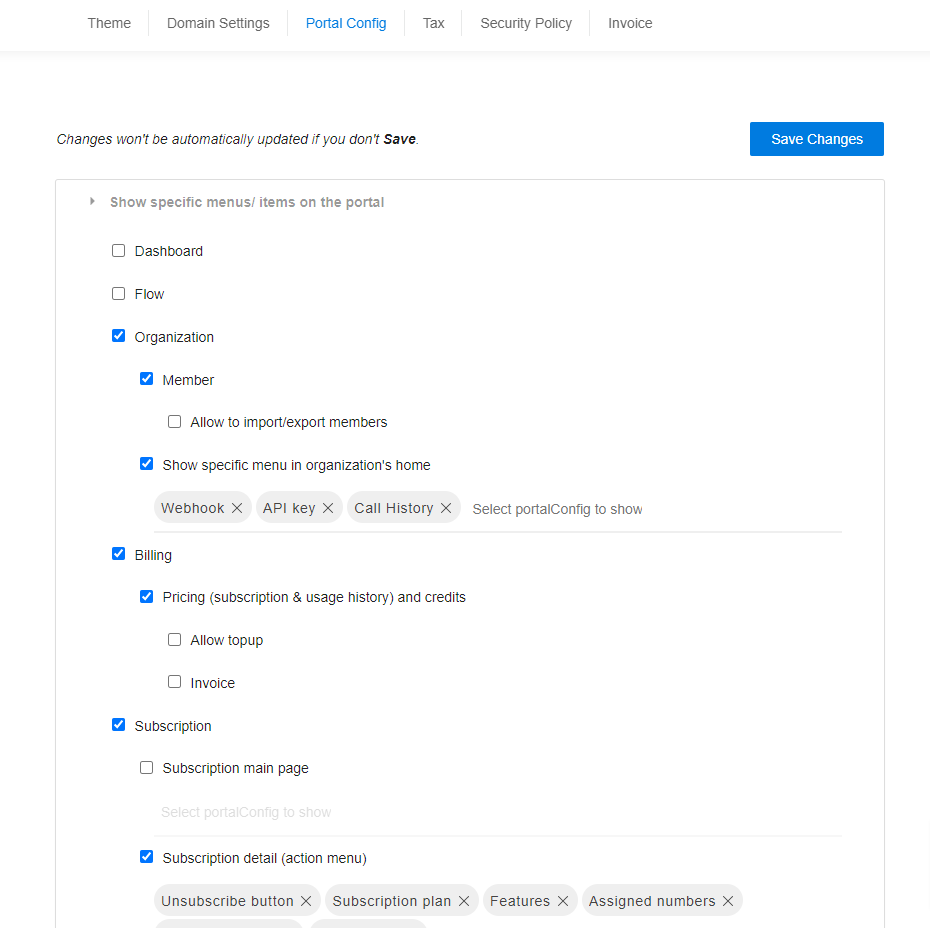 Theme Domain Settings Portal Config Tax Security Policy Invoice
Changes won't be automatically updated if you don't Save.
Save Changes
Show specific menus/ items on the portal
Dashboard
Flow
Organization
Member
Allow to import/export members
Show specific menu in organization's home
Webhook API key Call History Select portalConfig to show
Billing
Pricing (subscription & usage history) and credits
Allow topup
Invoice
Subscription
Subscription main page
Select portalConfig to show
Subscription detail (action menu)
Unsubscribe button Subscription plan Features Assigned numbers